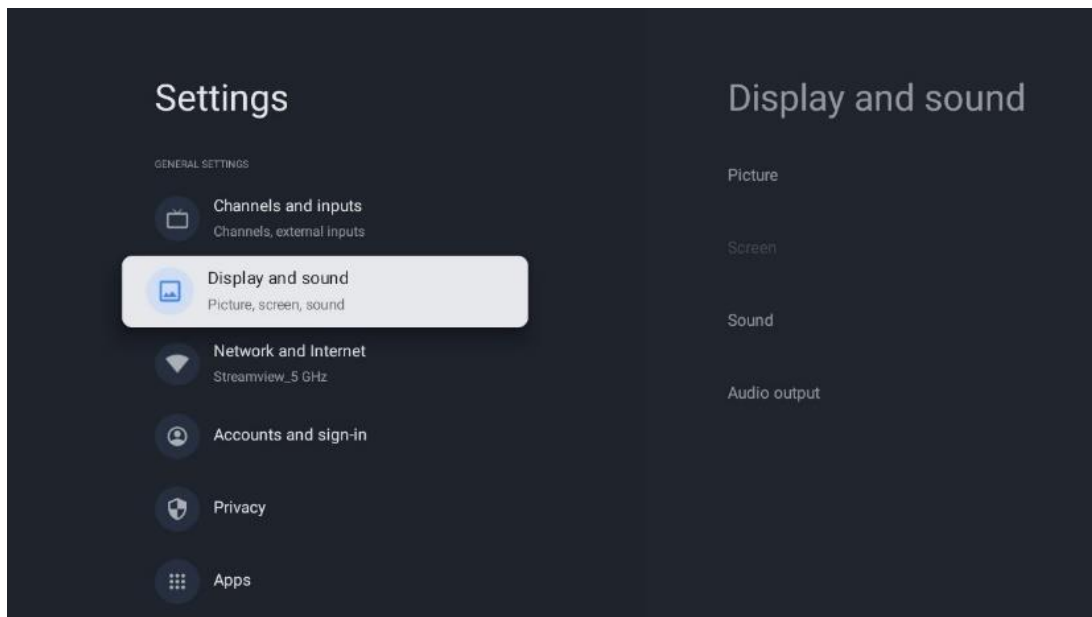 Settings
GENERAL SETTINGS
Channels and inputs
Channels, external inputs
Display and sound
Picture, screen, sound
Network and Internet
Streamview_5 GHz
Accounts and sign-in
Privacy
Apps
Display and sound
Picture
Screen
Sound
Audio output